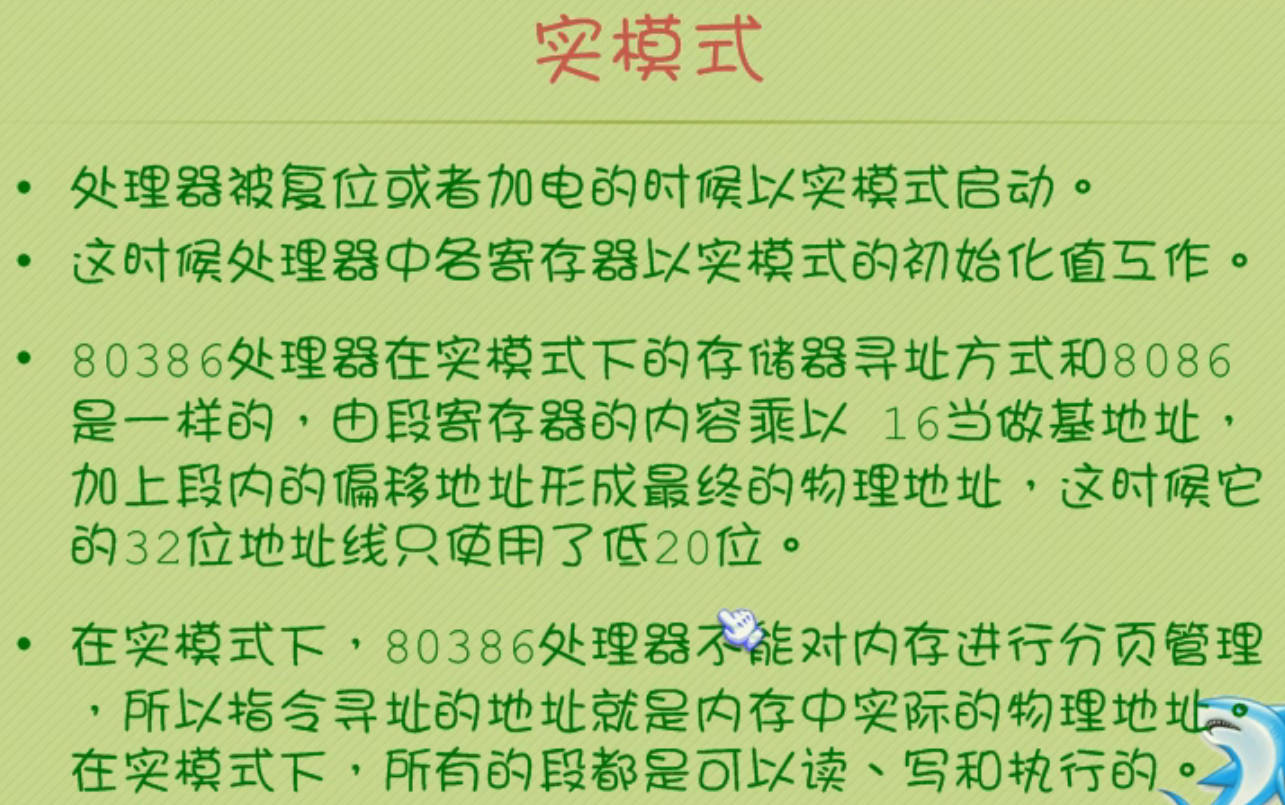 实模式
• 处理器被复位或者加电的时候以实模式启动。
• 这时候处理器中各寄存器以实模式的初始化值工作。
• 80386处理器在实模式下的存储器寻址方式和8086
是一样的，由段寄存器的内容乘以 16当做基地址，
加上段内的偏移地址形成最终的物理地址，这时候它
的32位地址线只使用了低20位。
• 在实模式下，80386处理器不能对内存进行分页管理
，所以指令寻址的地址就是内存中实际的物理地址
在实模式下，所有的段都是可以读、写和执行的。